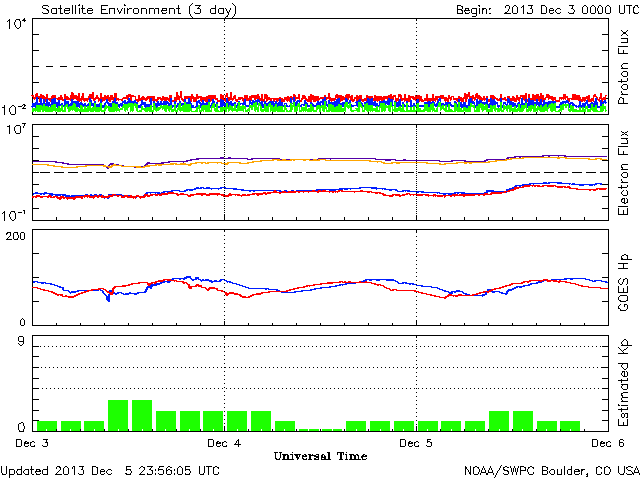 Satellite Environment (3 day) Begin: 2013 Dec 3 0000 UTC
10^4
10^-2
Proton Flux
10^7
10^-1
Electron Flux
200
0
GOES Hp
9
0
Estimated Kp
Dec 3 Dec 4 Dec 5 Dec 6
Universal Time
Updated 2013 Dec 5 23:56:05 UTC NOAA/SWPC Boulder, CO USA